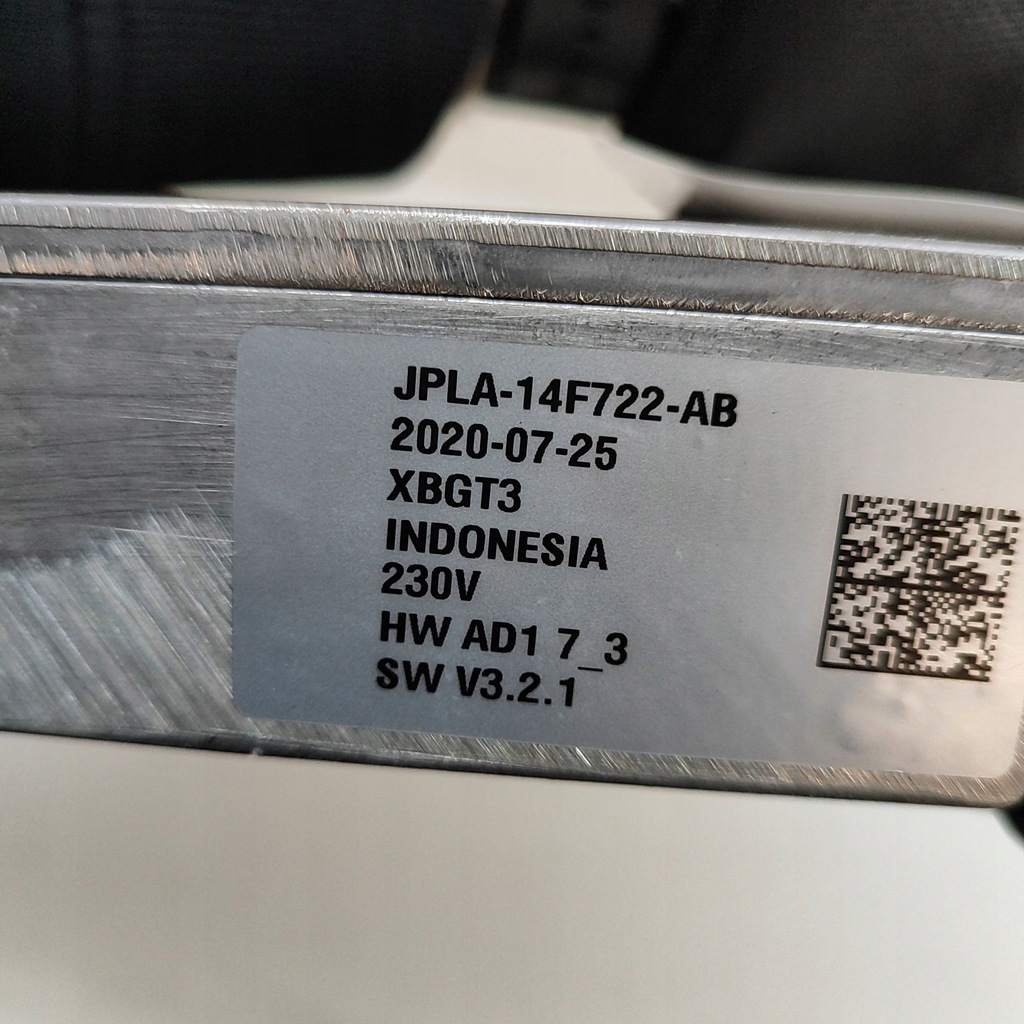 JPLA-14F722-AB
2020-07-25
XBGT3
INDONESIA
230V
HW AD1 7_3
SW V3.2.1